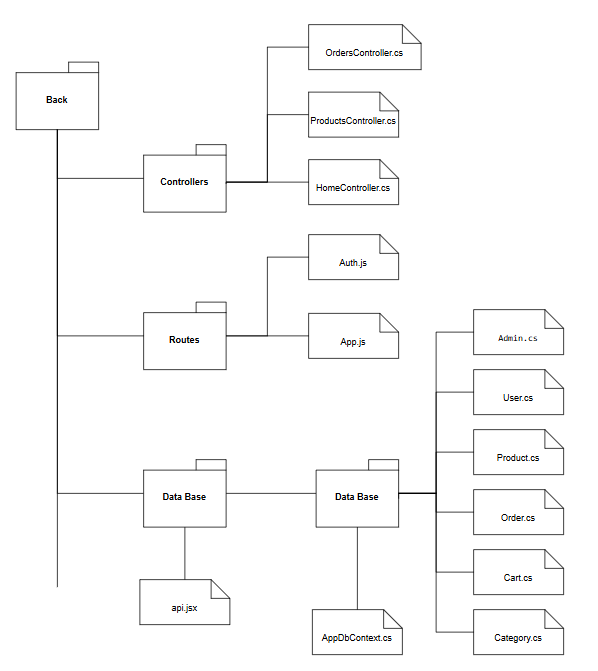 OrdersController.cs
Back
ProductsController.cs
Controllers
HomeController.cs
Auth.js
Routes
App.js
Admin.cs
User.cs
Product.cs
Data Base
Data Base
Order.cs
Cart.cs
api.jsx
AppDbContext.cs
Category.cs